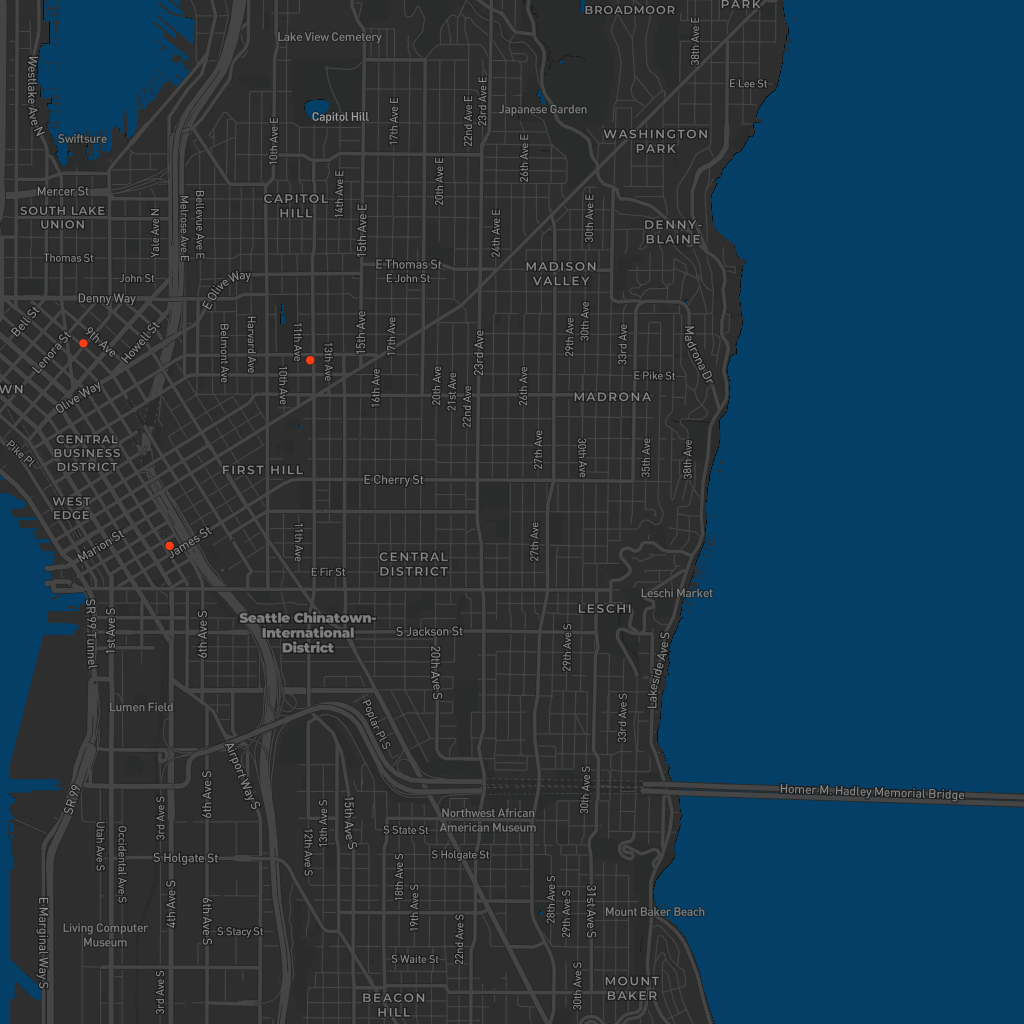 BROADMOOR
PARK
Lake View Cemetery
38th Ave E
Westlake Ave N
E Lee St
17th Ave E
22nd Ave E
23rd Ave E
Japanese Garden
Capitol Hill
Swiftsure
10th Ave E
26th Ave E
WASHINGTON
PARK
Mercer St
14th Ave E
20th Ave E
CAPITOL
HILL
SOUTH LAKE
UNION
Yale Ave N
Melrose Ave E
Bellevue Ave E
15th Ave E
24th Ave E
30th Ave E
DENNY-
BLAINE
Thomas St
John St
E Olive Way
E Thomas St
E John St
MADISON
VALLEY
Denny Way
Bell St
Lenora St
9th Ave
Howell St
Belmont Ave
Harvard Ave
11th Ave
13th Ave
15th Ave
17th Ave
23rd Ave
29th Ave
30th Ave
33rd Ave
Madrona Dr
E Pike St
OWN
Olive Way
10th Ave
16th Ave
20th Ave
21st Ave
22nd Ave
26th Ave
MADRONA
Pike Pl
CENTRAL
BUSINESS
DISTRICT
FIRST HILL
E Cherry St
27th Ave
30th Ave
35th Ave
38th Ave
WEST
EDGE
Marion St
James St
11th Ave
27th Ave
E Fir St
CENTRAL
DISTRICT
Leschi Market
LESCHI
SR 99 Tunnel
1st Ave S
6th Ave S
Seattle Chinatown-
International
District
S Jackson St
20th Ave S
29th Ave S
Lakeside Ave S
Lumen Field
Poplar Pl S
33rd Ave S
Airport Way S
SR 99
6th Ave S
3rd Ave S
Homer M. Hadley Memorial Bridge
30th Ave S
Northwest African
American Museum
Utah Ave S
Occidental Ave S
12th Ave S
13th Ave S
15th Ave S
S State St
S Holgate St
S Holgate St
4th Ave S
6th Ave S
18th Ave S
19th Ave S
22nd Ave S
28th Ave S
29th Ave S
31st Ave S
Mount Baker Beach
E Marginal Way S
Living Computer
Museum
S Stacy St
S Waite St
3rd Ave S
30th Ave S
BEACON
HILL
MOUNT
BAKER